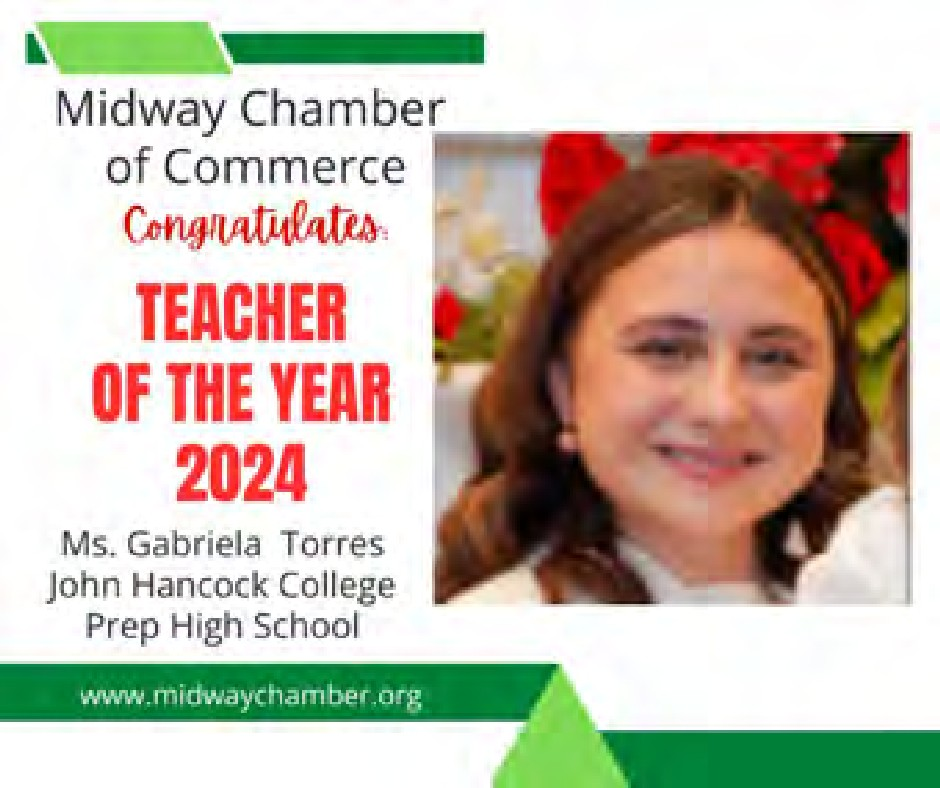 Midway Chamber
of Commerce
Congratulates:
TEACHER
OF THE YEAR
2024
Ms. Gabriela Torres
John Hancock College
Prep High School
www.midwaychamber.org